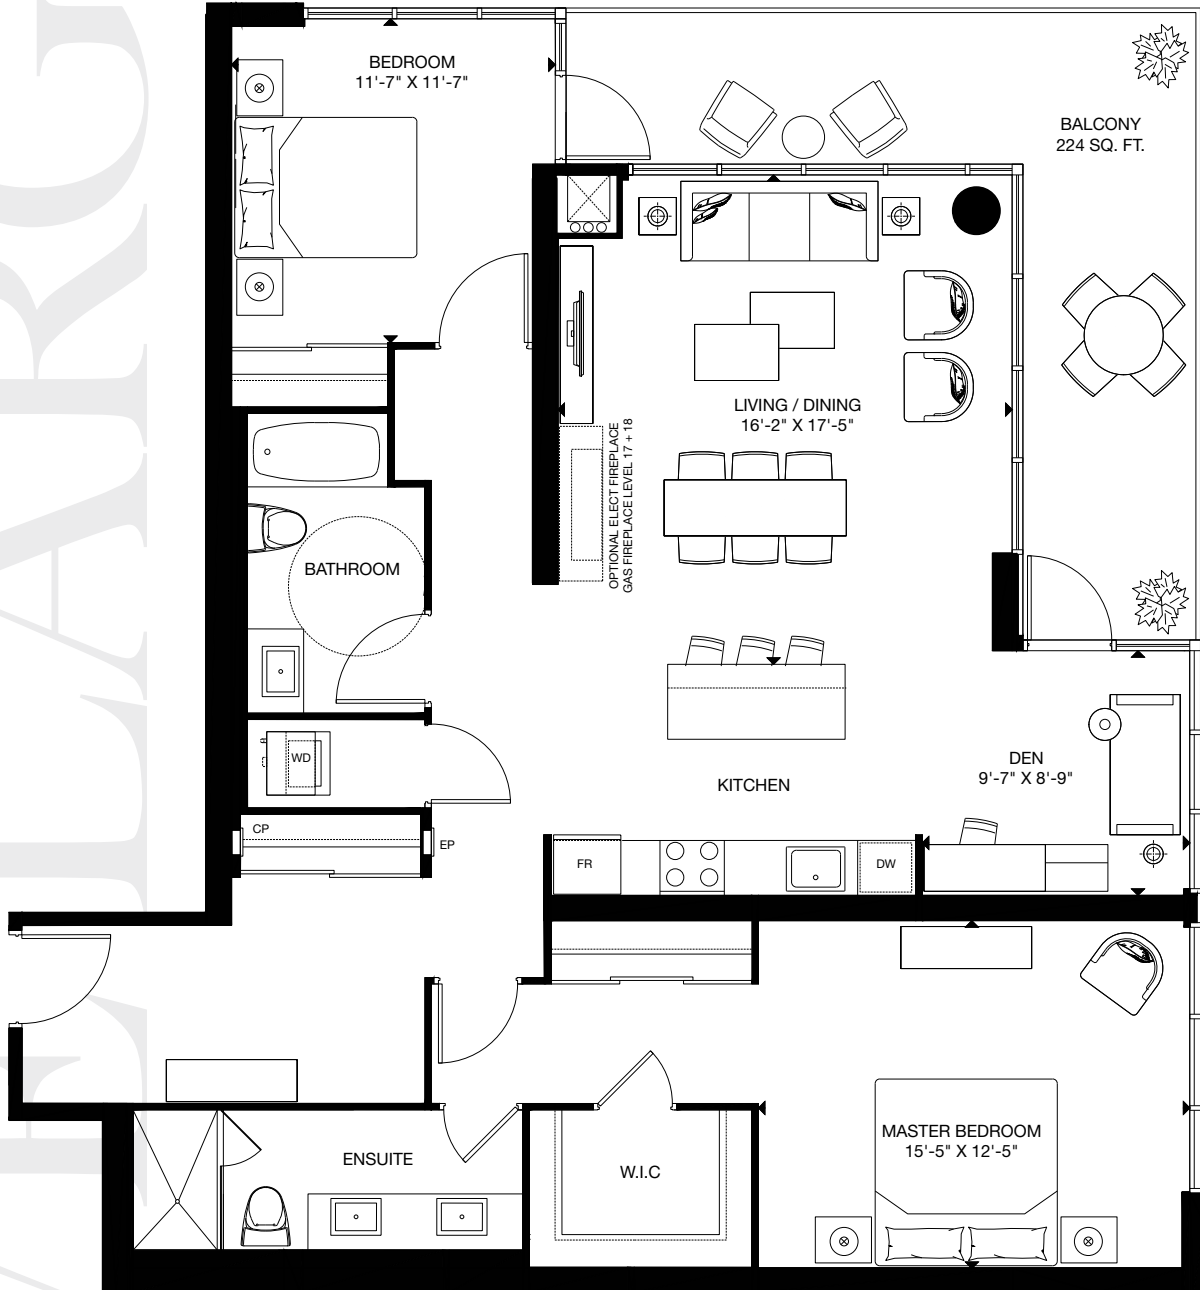 BEDROOM
11'-7" X 11'-7"
BALCONY
224 SQ. FT.
LIVING / DINING
16'-2" X 17'-5"
OPTIONAL ELECT FIREPLACE
GAS FIREPLACE LEVEL 17 + 18
BATHROOM
WD
KITCHEN
DEN
9'-7" X 8'-9"
CP
EP
FR
DW
MASTER BEDROOM
15'-5" X 12'-5"
ENSUITE
W.I.C